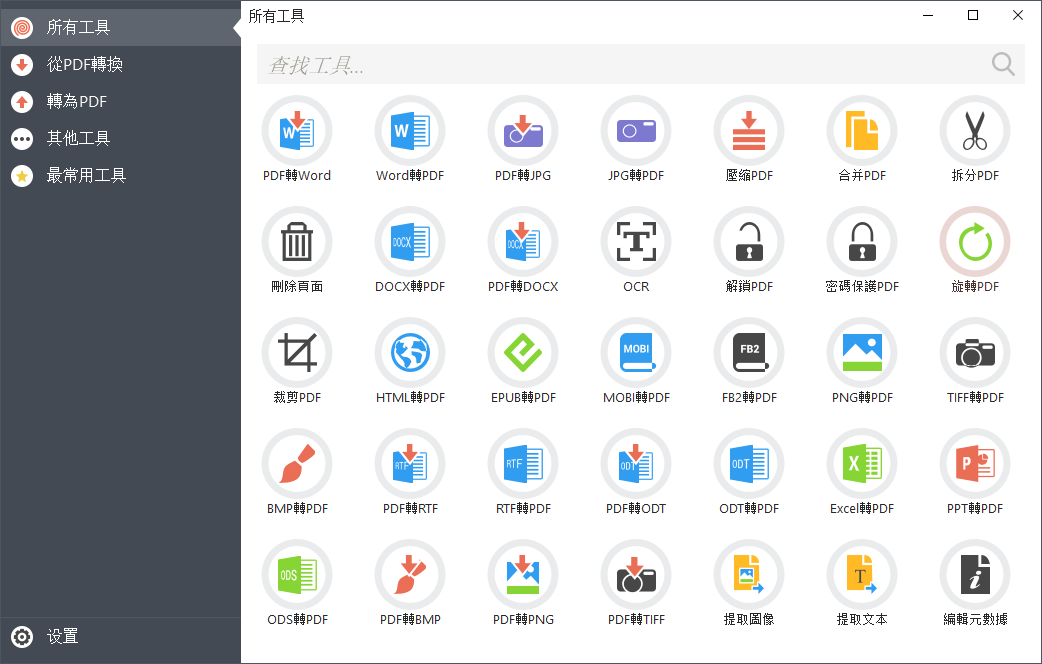 所有工具
從PDF轉換
轉為PDF
其他工具
最常用工具
设置
所有工具
查找工具...
W
PDF轉Word
W
Word轉PDF
PDF轉JPG
JPG轉PDF
壓缩PDF
合并PDF
拆分PDF
刪除頁面
DOCX
DOCX轉PDF
DOCX
PDF轉DOCX
T
OCR
解鎖PDF
密碼保護PDF
旋轉PDF
裁剪PDF
HTML轉PDF
EPUB轉PDF
MOBI
MOBI轉PDF
FB2
FB2轉PDF
PNG轉PDF
TIFF轉PDF
BMP轉PDF
RTF
PDF轉RTF
RTF
RTF轉PDF
ODT
PDF轉ODT
ODT
ODT轉PDF
X
Excel轉PDF
P
PPT轉PDF
ODS
ODS轉PDF
PDF轉BMP
PDF轉PNG
PDF轉TIFF
提取圖像
T
提取文本
i
編輯元數據